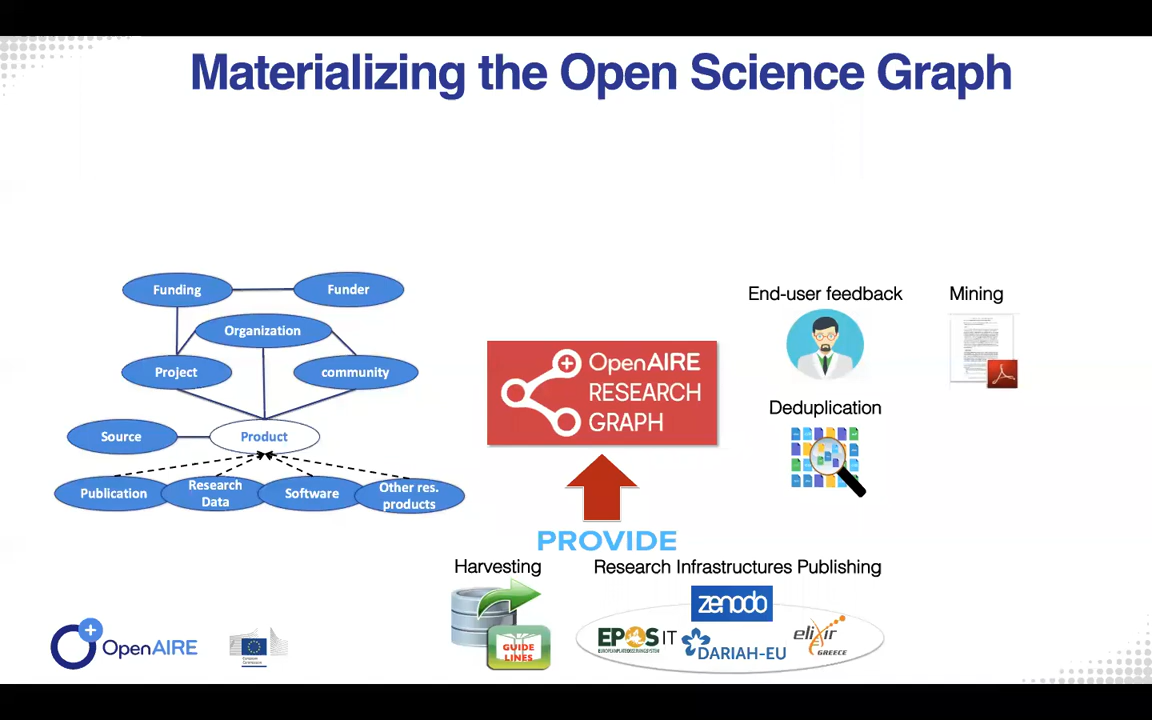 Materializing the Open Science Graph
Funding
Funder
Organization
Project
community
Source
Product
Publication
Research
Data
Software
Other res.
products
OpenAIRE
RESEARCH
GRAPH
PROVIDE
End-user feedback
Mining
Deduplication
Harvesting
GUIDE
LINES
Research Infrastructures Publishing
zenodo
EPOS IT
DARIAH-EU
elixir
GREECE
OpenAIRE
European
Commission